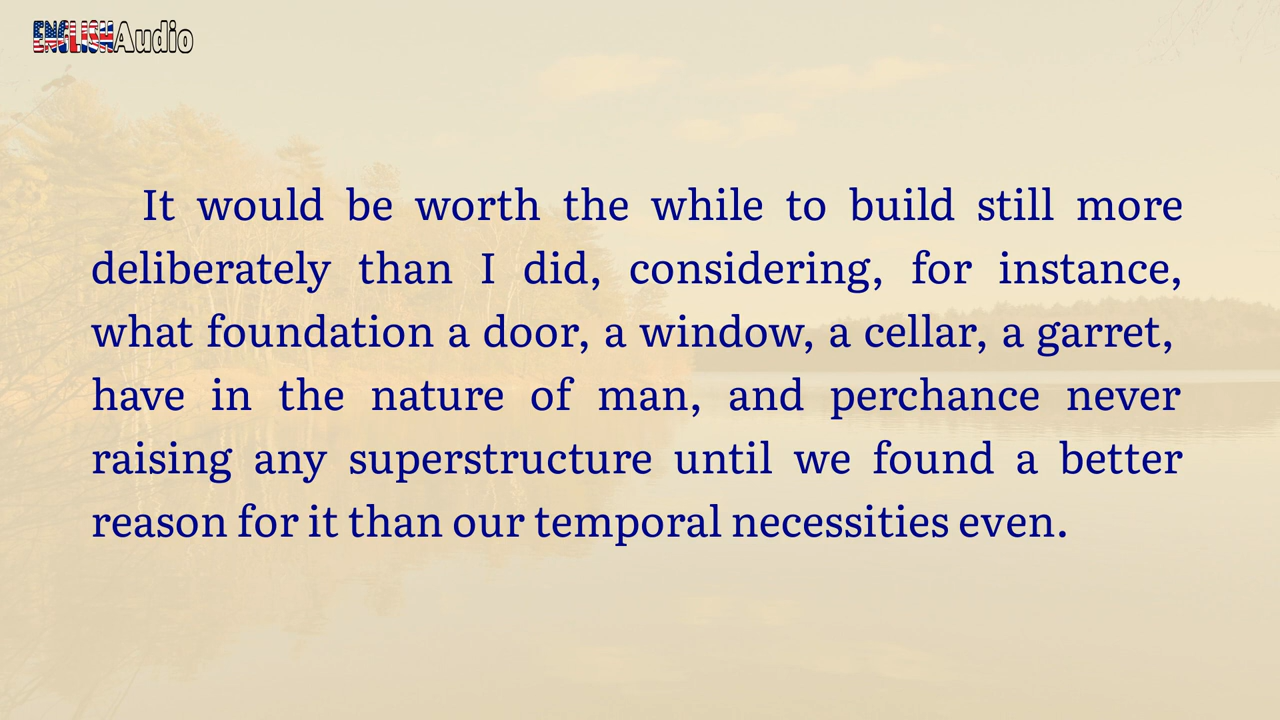 ENGLISHAudio
It would be worth the while to build still more
deliberately than I did, considering, for instance,
what foundation a door, a window, a cellar, a garret,
have in the nature of man, and perchance never
raising any superstructure until we found a better
reason for it than our temporal necessities even.